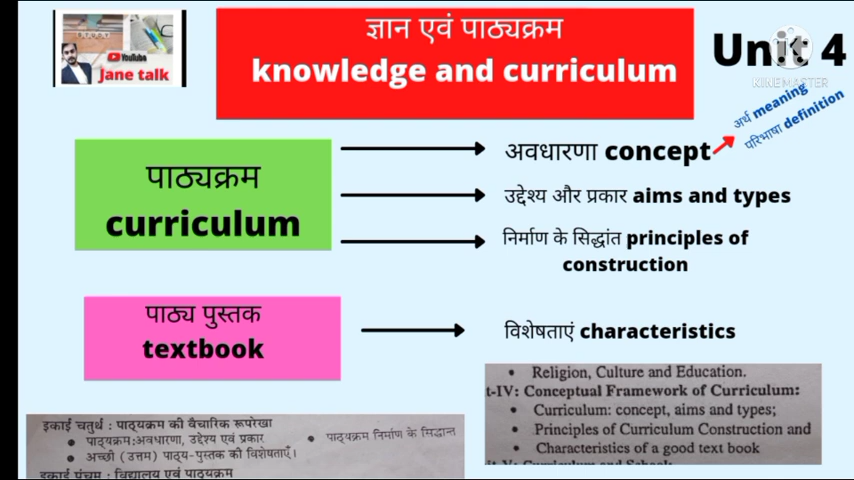 YouTube
Jane talk
ज्ञान एवं पाठ्यक्रम
knowledge and curriculum
Unit 4
KINEMASTER
अर्थ meaning
परिभाषा definition
पाठ्यक्रम
curriculum
अवधारणा concept
उद्देश्य और प्रकार aims and types
निर्माण के सिद्धांत principles of
construction
पाठ्य पुस्तक
textbook
विशेषताएं characteristics
• Religion, Culture and Education.
t-IV: Conceptual Framework of Curriculum:
• Curriculum: concept, aims and types;
• Principles of Curriculum Construction and
• Characteristics of a good text book
इकाई चतुर्थ : पाठ्यक्रम की वैचारिक रूपरेखा
• पाठ्यक्रम:अवधारणा, उद्देश्य एवं प्रकार • पाठ्यक्रम निर्माण के सिद्धान्त
• अच्छी (उत्तम) पाठ्य-पुस्तक की विशेषताएँ।
इकाई पंचम : विद्यालय एवं पाठ्यक्रम